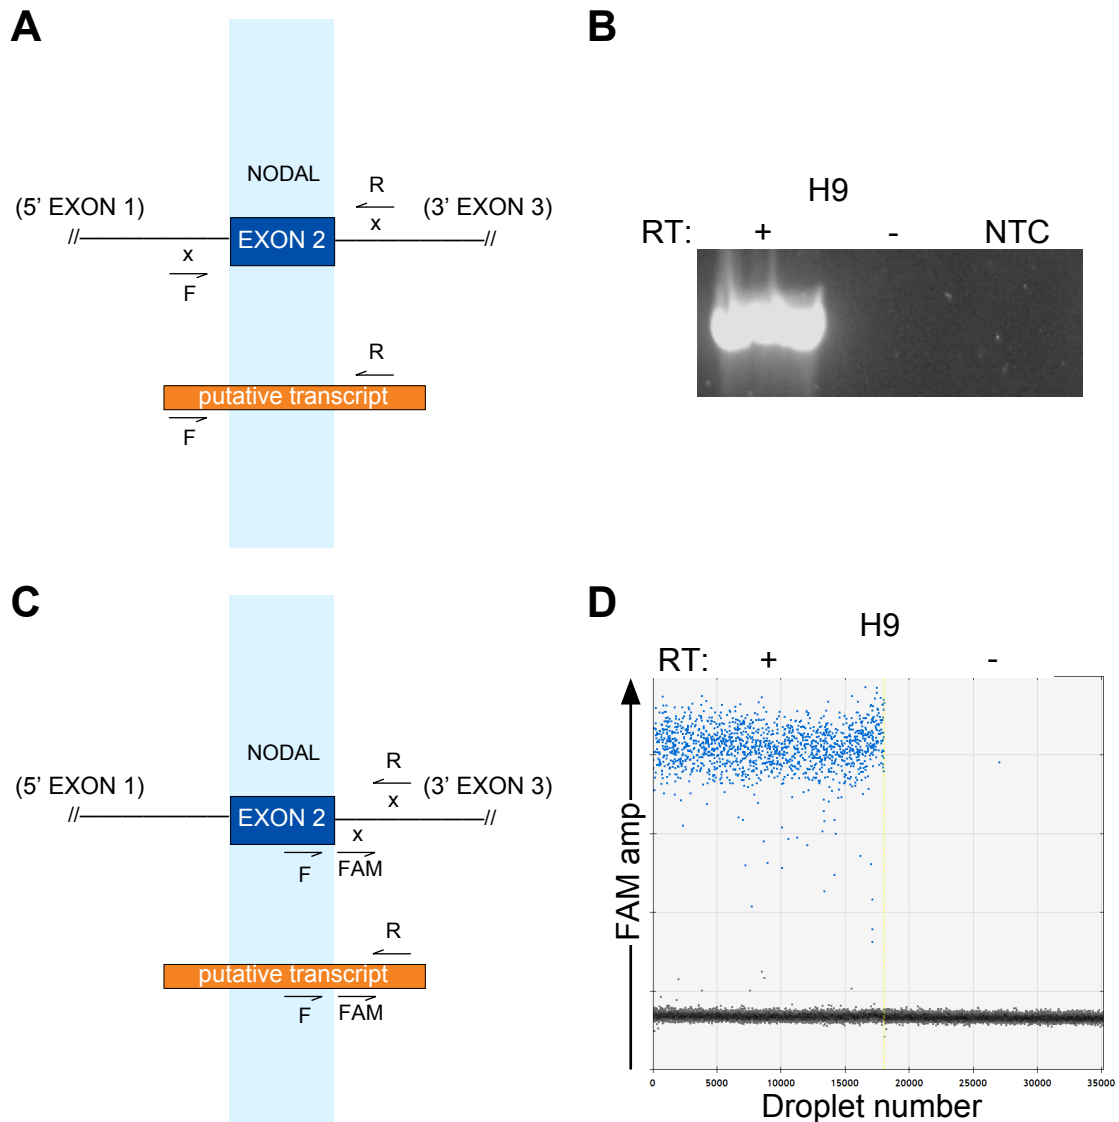 A
NODAL
R
(5' EXON 1)
x
(3' EXON 3)
//
EXON 2
//
x
F
R
putative transcript
F
B
H9
RT: + - NTC
C
NODAL
R
(5' EXON 1)
x
(3' EXON 3)
//
EXON 2
//
x
F
FAM
R
putative transcript
F
FAM
D
H9
RT: + -
FAM amp
0 5000 10000 15000 20000 25000 30000 35000
Droplet number